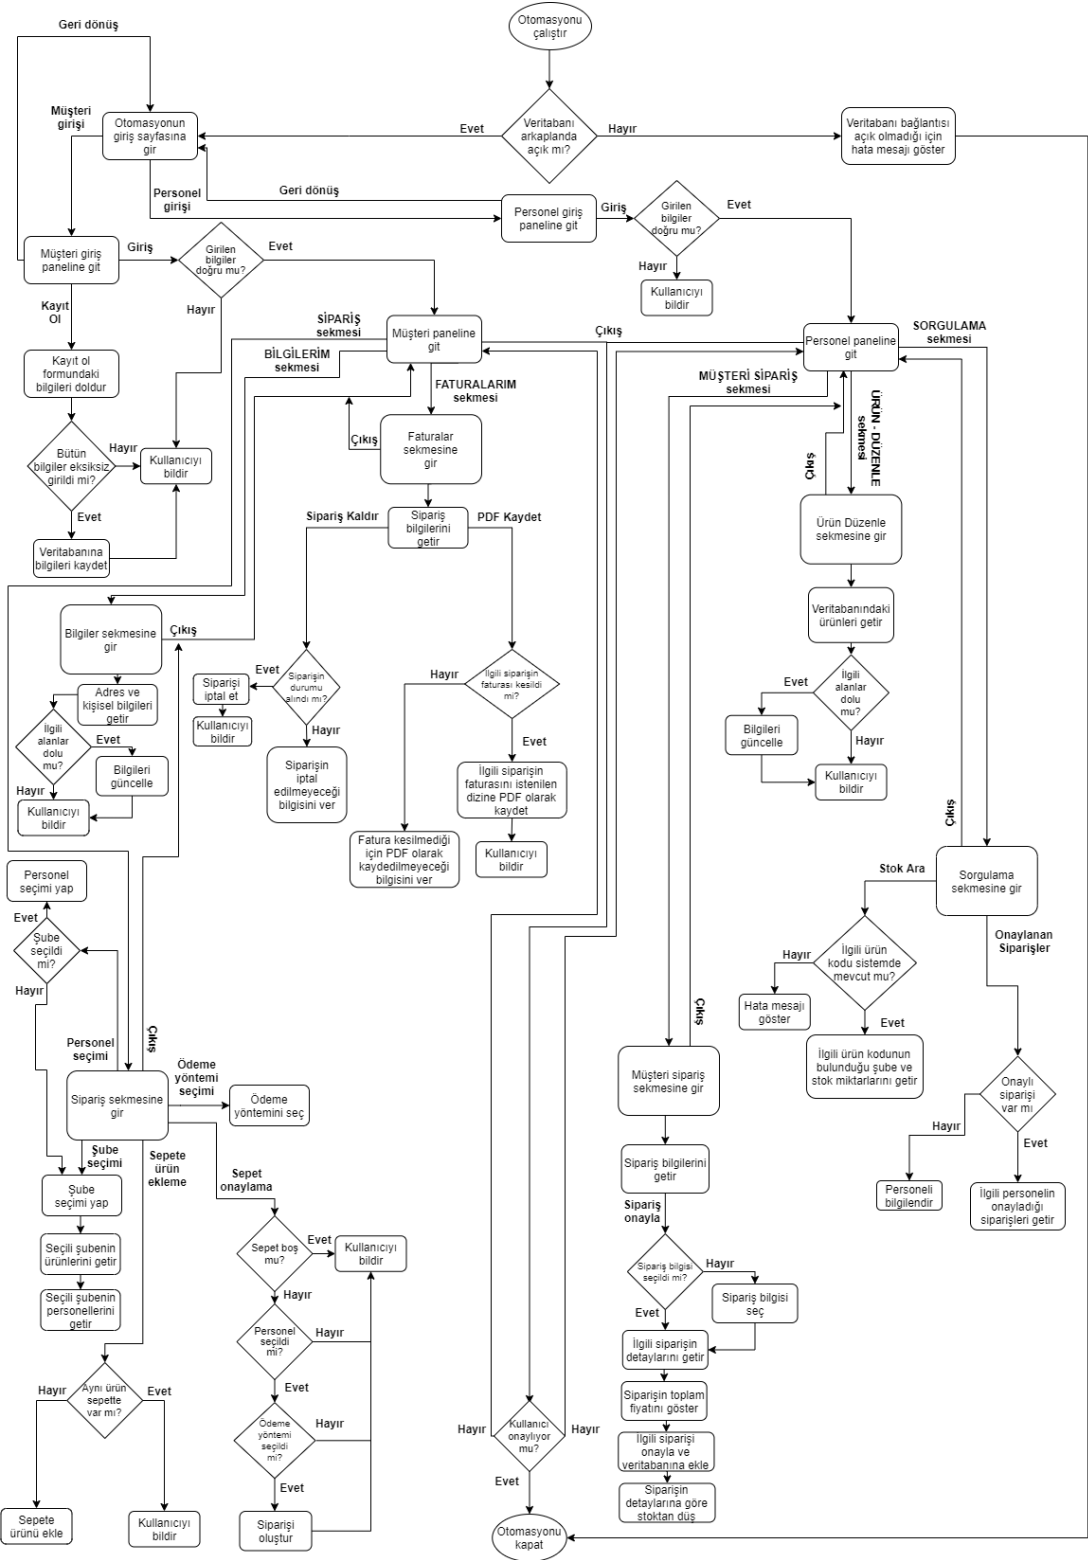 Otomasyonu
çalıştır
Geri dönüş
Müşteri
girişi
Otomasyonun
giriş sayfasına
gir
Evet
Veritabanı
arkaplanda
açık mı?
Hayır
Veritabanı bağlantısı
açık olmadığı için
hata mesajı göster
Personel
girişi
Geri dönüş
Personel giriş
paneline git
Giriş
Girilen
bilgiler
doğru mu?
Evet
Hayır
Kullanıcıyı
bildir
Müşteri giriş
paneline git
Giriş
Girilen
bilgiler
doğru mu?
Evet
Hayır
Kayıt
Ol
Kayıt ol
formundaki
bilgileri doldur
Bütün
bilgiler eksiksiz
girildi mi?
Hayır
Kullanıcıyı
bildir
Evet
Veritabanına
bilgileri kaydet
SİPARİŞ
sekmesi
BİLGİLERİM
sekmesi
Müşteri paneline
git
Çıkış
FATURALARIM
sekmesi
Çıkış
Faturalar
sekmesine
gir
Personel paneline
git
SORGULAMA
sekmesi
MÜŞTERİ SİPARİŞ
sekmesi
ÜRÜN - DÜZENLE
sekmesi
Çıkış
Ürün Düzenle
sekmesine gir
Veritabanındaki
ürünleri getir
İlgili
alanlar
dolu
mu?
Evet
Hayır
Bilgileri
güncelle
Kullanıcıyı
bildir
Sipariş Kaldır
Sipariş
bilgilerini
getir
PDF Kaydet
Bilgiler sekmesine
gir
Çıkış
Adres ve
kişisel bilgileri
getir
İlgili
alanlar
dolu
mu?
Evet
Hayır
Bilgileri
güncelle
Kullanıcıyı
bildir
Siparişin
durumu
alındı mı?
Evet
Siparişi
iptal et
Kullanıcıyı
bildir
Hayır
Siparişin
iptal
edilmeyeceği
bilgisini ver
İlgili siparişin
faturası kesildi
mi?
Hayır
Evet
İlgili siparişin
faturasını istenilen
dizine PDF olarak
kaydet
Kullanıcıyı
bildir
Fatura kesilmediği
için PDF olarak
kaydedilmeyeceği
bilgisini ver
Çıkış
Stok Ara
Sorgulama
sekmesine gir
Onaylanan
Siparişler
İlgili ürün
kodu sistemde
mevcut mu?
Hayır
Hata mesajı
göster
Evet
İlgili ürün kodunun
bulunduğu şube ve
stok miktarlarını getir
Onaylı
siparişi
var mı
Hayır
Evet
Personeli
bilgilendir
İlgili personelin
onayladığı
siparişleri getir
Personel
seçimi yap
Evet
Şube
seçildi
mi?
Hayır
Personel
seçimi
Çıkış
Sipariş sekmesine
gir
Ödeme
yöntemi
seçimi
Ödeme
yöntemini seç
Şube
seçimi
Sepete
ürün
ekleme
Sepet
onaylama
Şube
seçimi yap
Seçili şubenin
ürünlerini getir
Seçili şubenin
personellerini
getir
Aynı ürün
sepette
var mı?
Hayır
Evet
Sepete
ürünü ekle
Kullanıcıyı
bildir
Sepet boş
mu?
Evet
Kullanıcıyı
bildir
Hayır
Personel
seçildi
mi?
Hayır
Evet
Ödeme
yöntemi
seçildi
mi?
Hayır
Evet
Siparişi
oluştur
Çıkış
Müşteri sipariş
sekmesine gir
Sipariş bilgilerini
getir
Sipariş
onayla
Sipariş bilgisi
seçildi mi?
Hayır
Sipariş bilgisi
seç
Evet
İlgili siparişin
detaylarını getir
Siparişin toplam
fiyatını göster
İlgili siparişi
onayla ve
veritabanına ekle
Siparişin
detaylarına göre
stoktan düş
Hayır
Kullanıcı
onaylıyor
mu?
Hayır
Evet
Otomasyonu
kapat